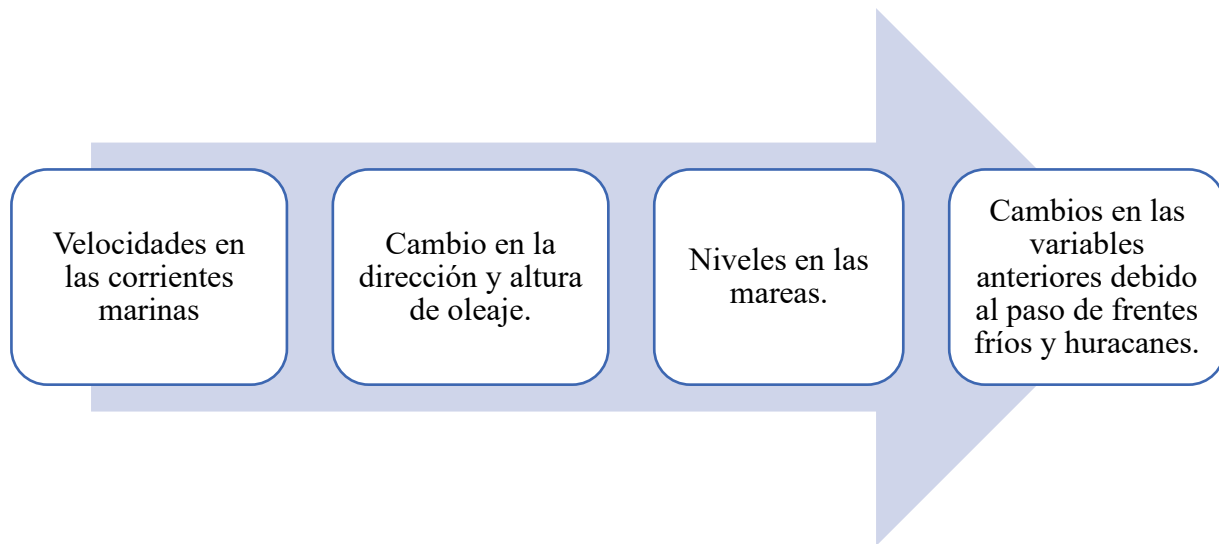 Velocidades en
las corrientes
marinas
Cambio en la
dirección y altura
de oleaje.
Niveles en las
mareas.
Cambios en las
variables
anteriores debido
al paso de frentes
fríos y huracanes.